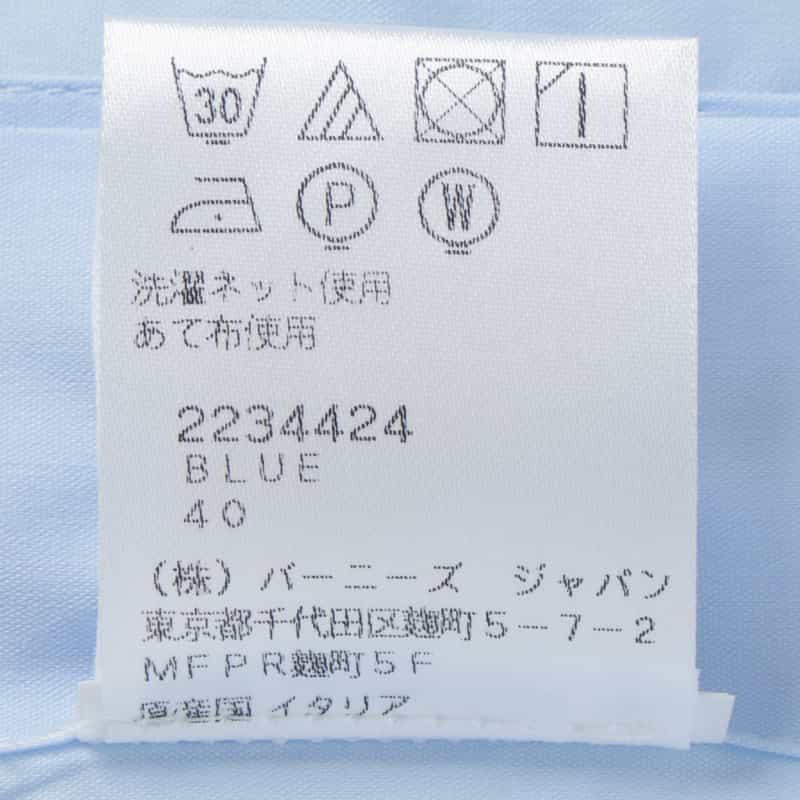 30
P W
洗濯ネット使用
あて布使用
2234424
BLUE
40
（株）バーニーズ　ジャパン
東京都千代田区麹町5-7-2
MFPR麹町5F
原産国 イタリア